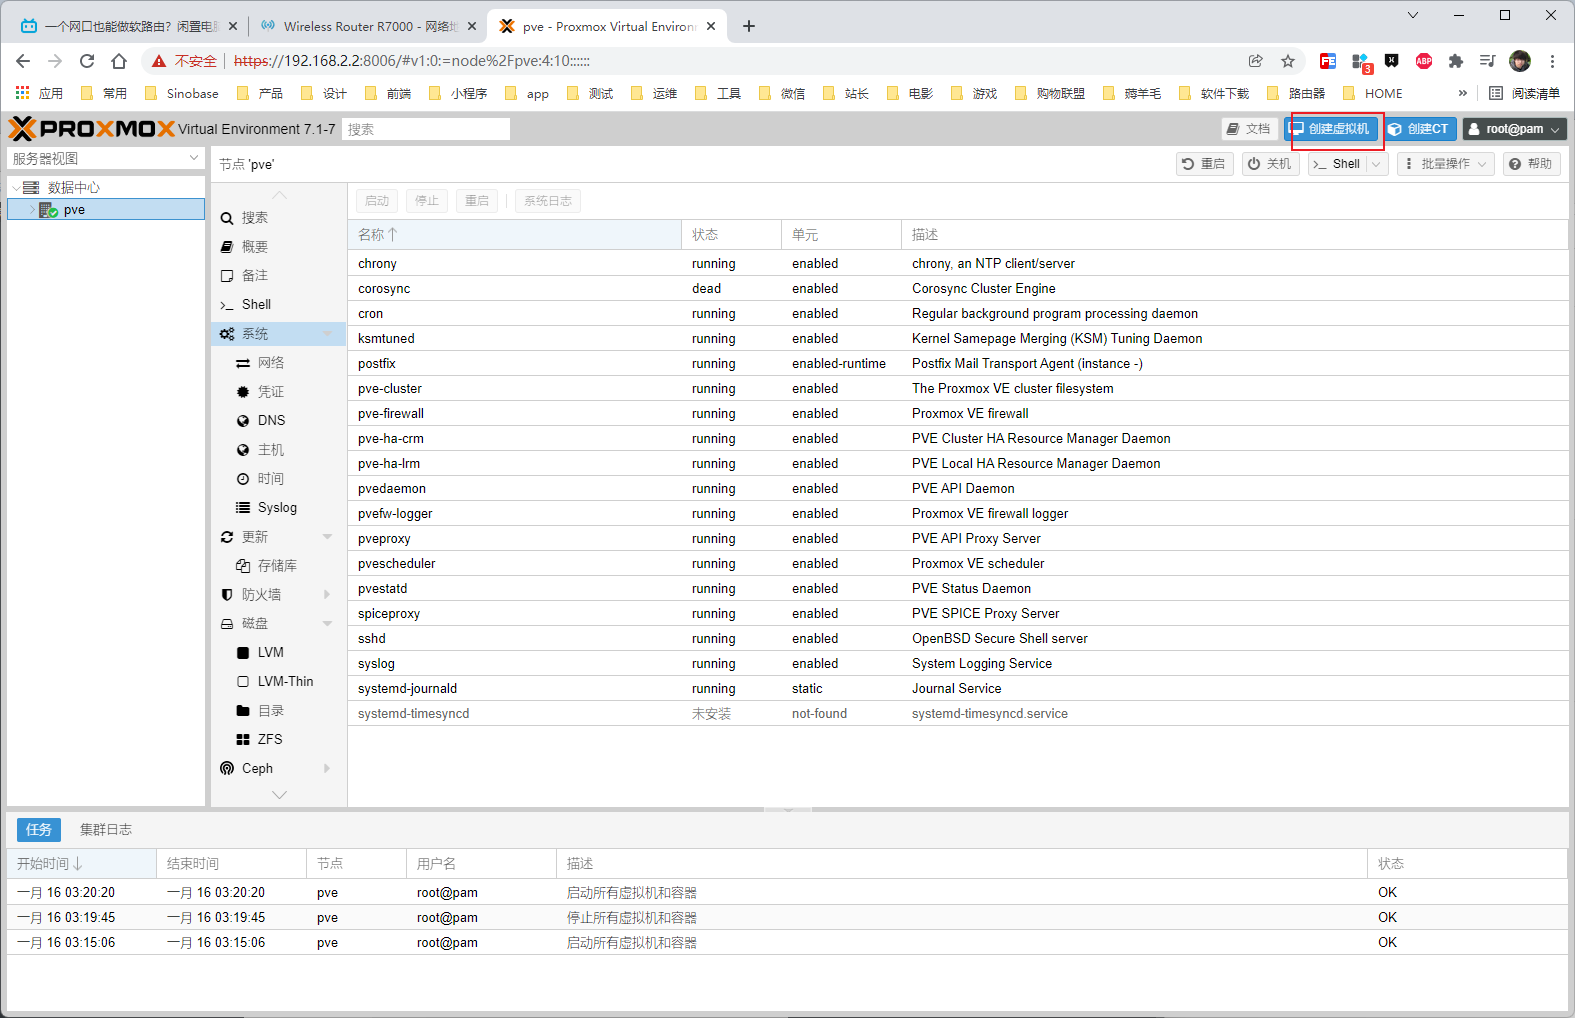 一个网口也能做软路由？闲置电脑
Wireless Router R7000 - 网络地
pve - Proxmox Virtual Environm
不安全 https://192.168.2.2:8006/#v1:0:=node%2Fpve:4:10::::::
3
ABP
应用 常用 Sinobase 产品 设计 前端 小程序 app 测试 运维 工具 微信 站长 电影 游戏 购物联盟 薅羊毛 软件下载 路由器 HOME » 阅读清单
PROXMOX Virtual Environment 7.1-7 搜索 文档 创建虚拟机 创建CT root@pam
服务器视图
节点 'pve' 重启 关机 Shell 批量操作 帮助
数据中心
pve
搜索
概要
备注
Shell
系统
网络
凭证
DNS
主机
时间
Syslog
更新
存储库
防火墙
磁盘
LVM
LVM-Thin
目录
ZFS
Ceph
启动 停止 重启 系统日志
名称 状态 单元 描述
chrony running enabled chrony, an NTP client/server
corosync dead enabled Corosync Cluster Engine
cron running enabled Regular background program processing daemon
ksmtuned running enabled Kernel Samepage Merging (KSM) Tuning Daemon
postfix running enabled-runtime Postfix Mail Transport Agent (instance -)
pve-cluster running enabled The Proxmox VE cluster filesystem
pve-firewall running enabled Proxmox VE firewall
pve-ha-crm running enabled PVE Cluster HA Resource Manager Daemon
pve-ha-lrm running enabled PVE Local HA Resource Manager Daemon
pvedaemon running enabled PVE API Daemon
pvefw-logger running enabled Proxmox VE firewall logger
pveproxy running enabled PVE API Proxy Server
pvescheduler running enabled Proxmox VE scheduler
pvestatd running enabled PVE Status Daemon
spiceproxy running enabled PVE SPICE Proxy Server
sshd running enabled OpenBSD Secure Shell server
syslog running enabled System Logging Service
systemd-journald running static Journal Service
systemd-timesyncd 未安装 not-found systemd-timesyncd.service
任务 集群日志
开始时间 结束时间 节点 用户名 描述 状态
一月 16 03:20:20 一月 16 03:20:20 pve root@pam 启动所有虚拟机和容器 OK
一月 16 03:19:45 一月 16 03:19:45 pve root@pam 停止所有虚拟机和容器 OK
一月 16 03:15:06 一月 16 03:15:06 pve root@pam 启动所有虚拟机和容器 OK